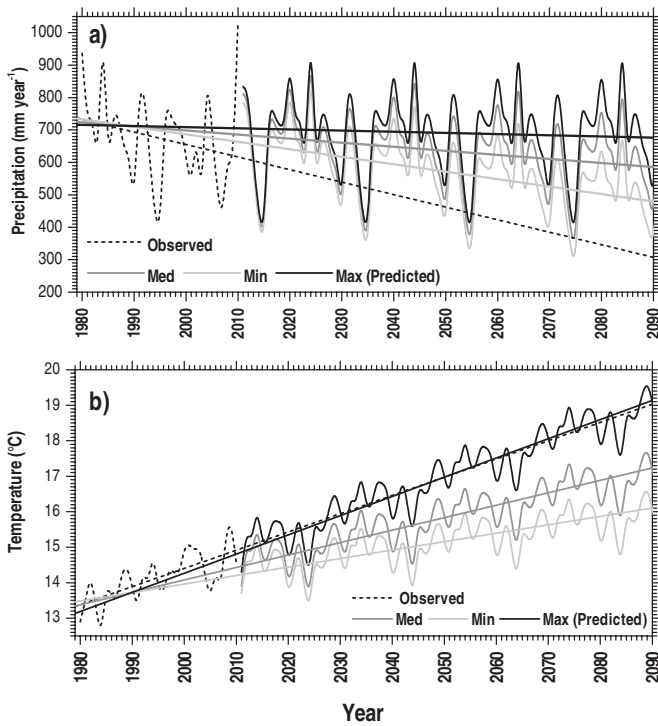 1000
900
800
700
600
500
400
300
200
Precipitation (mm year⁻¹)
a)
Observed
Med Min Max (Predicted)
1980 1990 2000 2010 2020 2030 2040 2050 2060 2070 2080 2090
20
19
18
17
16
15
14
13
Temperature (°C)
b)
Observed
Med Min Max (Predicted)
1980 1990 2000 2010 2020 2030 2040 2050 2060 2070 2080 2090
Year